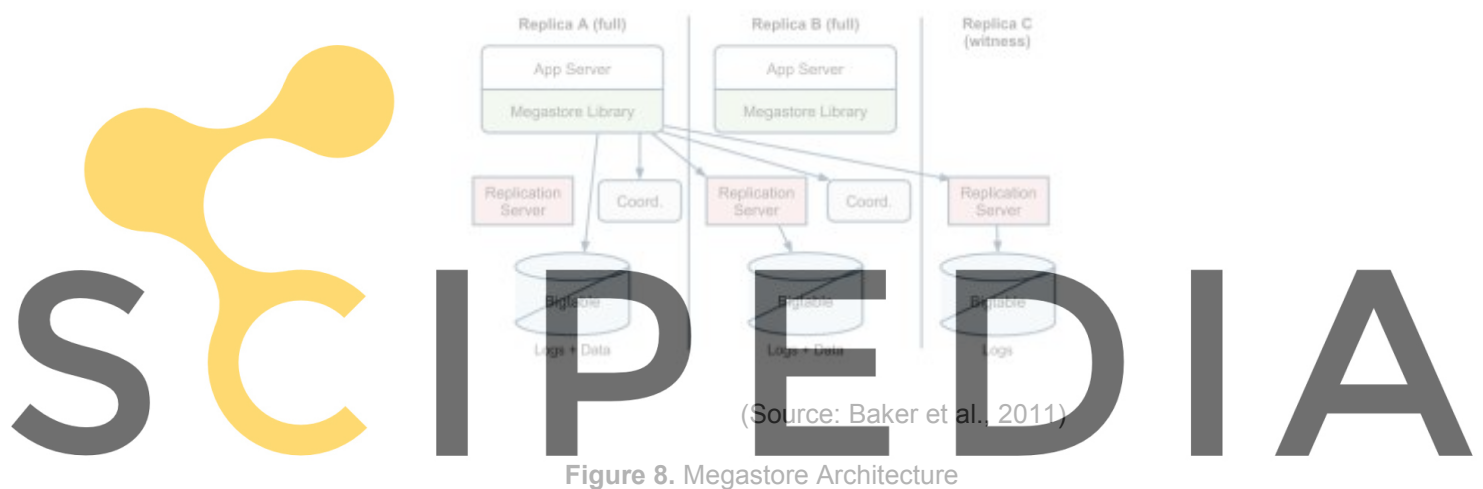 Replica A (full)
Replica B (full)
Replica C
(witness)
App Server
App Server
Megastore Library
Megastore Library
Replication
Server
Coord.
Replication
Server
Coord.
Replication
Server
Bigtable
Bigtable
Bigtable
Logs + Data
Logs + Data
Logs
SCIPEDIA
(Source: Baker et al., 2011)
Figure 8. Megastore Architecture